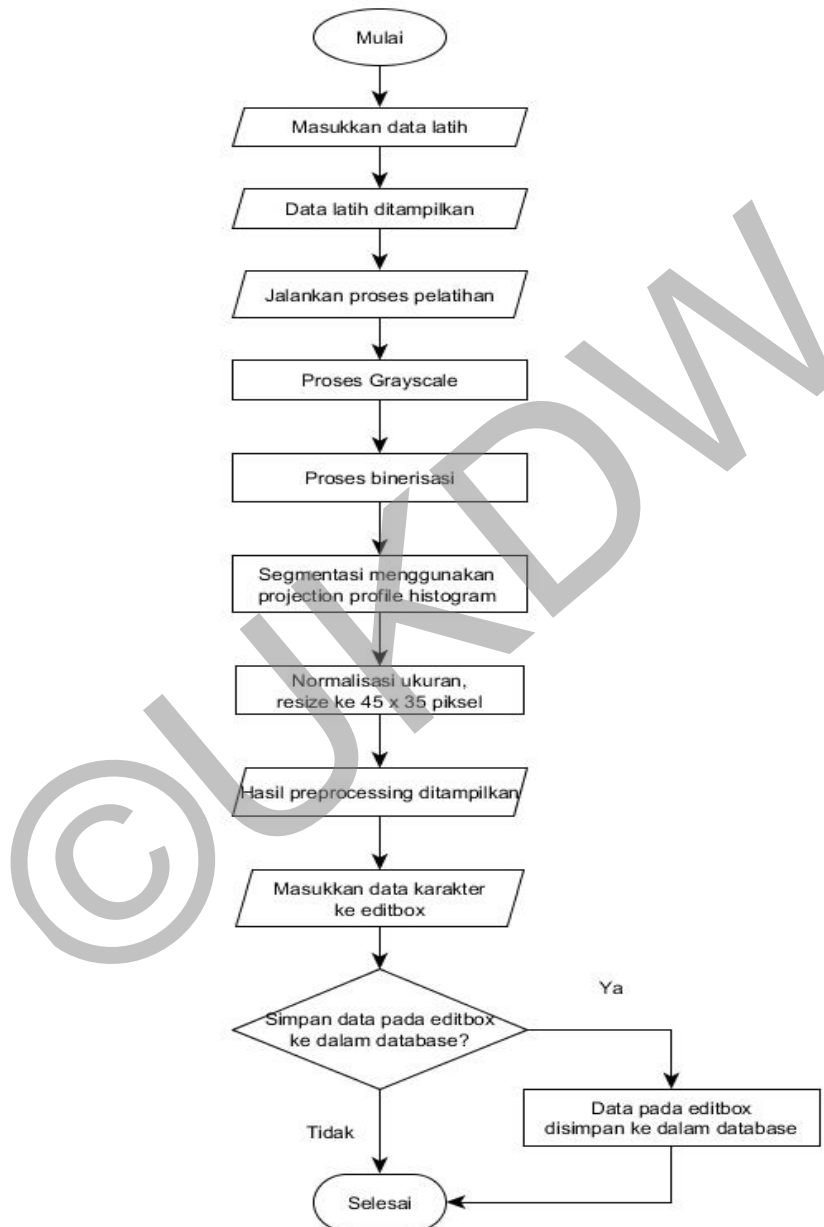 Mulai
Masukkan data latih
Data latih ditampilkan
Jalankan proses pelatihan
Proses Grayscale
Proses binerisasi
Segmentasi menggunakan
projection profile histogram
Normalisasi ukuran,
resize ke 45 x 35 piksel
Hasil preprocessing ditampilkan
Masukkan data karakter
ke editbox
Simpan data pada editbox
ke dalam database?
Ya
Data pada editbox
disimpan ke dalam database
Tidak
Selesai
©UKDW